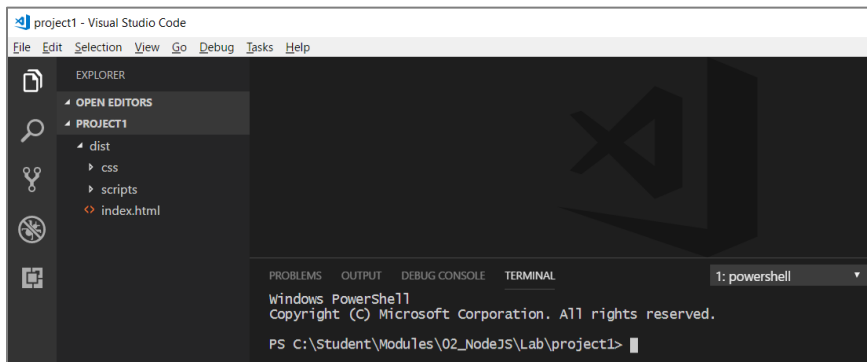 project1 - Visual Studio Code
File Edit Selection View Go Debug Tasks Help
EXPLORER
OPEN EDITORS
PROJECT1
dist
css
scripts
index.html
PROBLEMS OUTPUT DEBUG CONSOLE TERMINAL 1: powershell
Windows PowerShell
Copyright (C) Microsoft Corporation. All rights reserved.
PS C:\Student\Modules\02_NodeJS\Lab\project1>